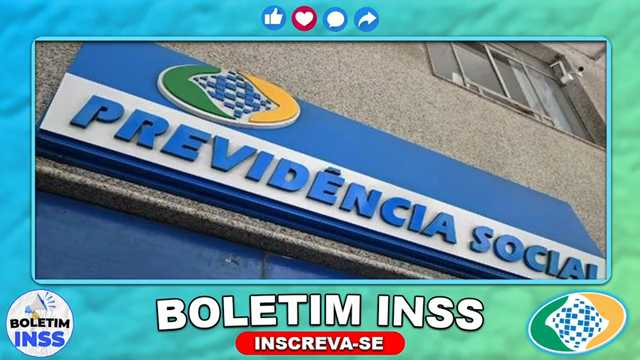 PREVIDÊNCIA SOCIAL
BOLETIM INSS
INSCREVA-SE
BOLETIM
INSS